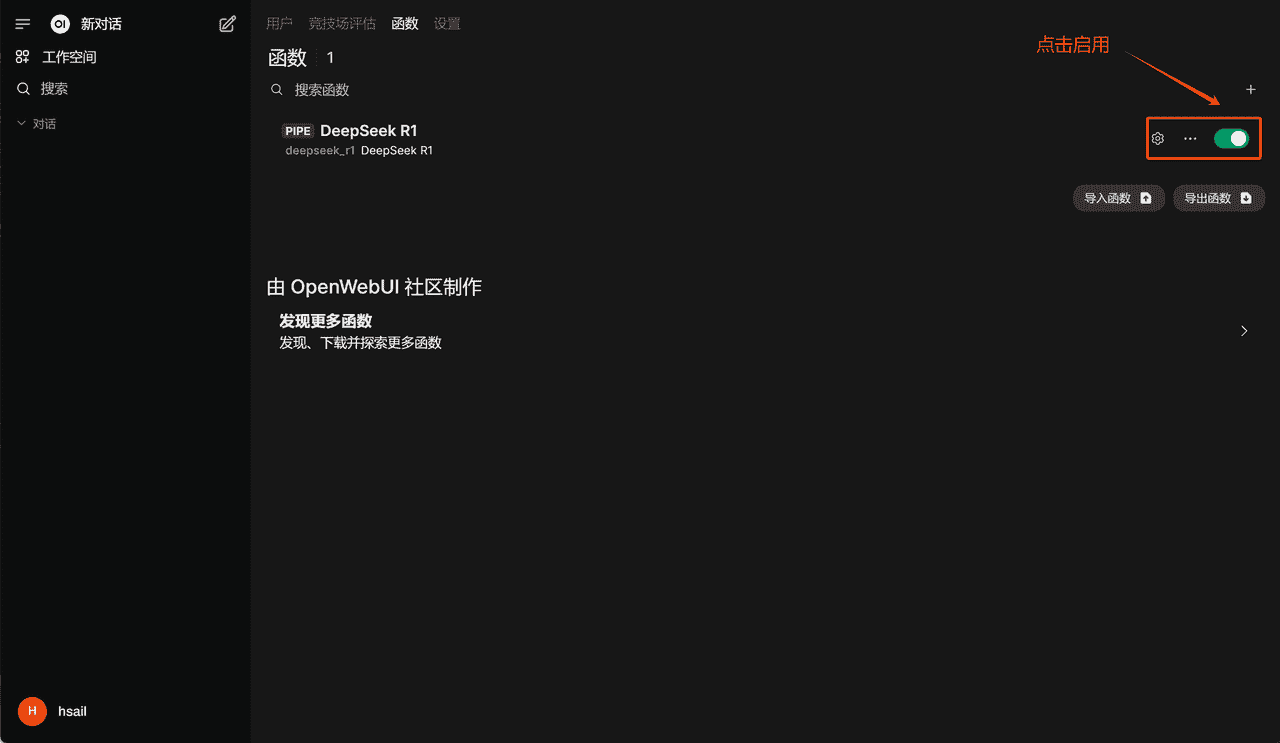 OI 新对话
工作空间
搜索
对话
用户 竞技场评估 函数 设置
函数 1
点击启用
搜索函数
PIPE DeepSeek R1
deepseek_r1 DeepSeek R1
导入函数 导出函数
由 OpenWebUI 社区制作
发现更多函数
发现、下载并探索更多函数
H hsail